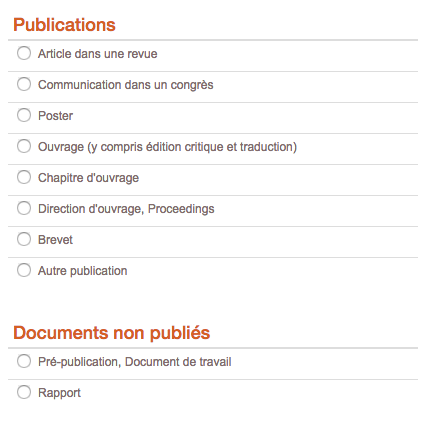 Publications
Article dans une revue
Communication dans un congrès
Poster
Ouvrage (y compris édition critique et traduction)
Chapitre d'ouvrage
Direction d'ouvrage, Proceedings
Brevet
Autre publication
Documents non publiés
Pré-publication, Document de travail
Rapport